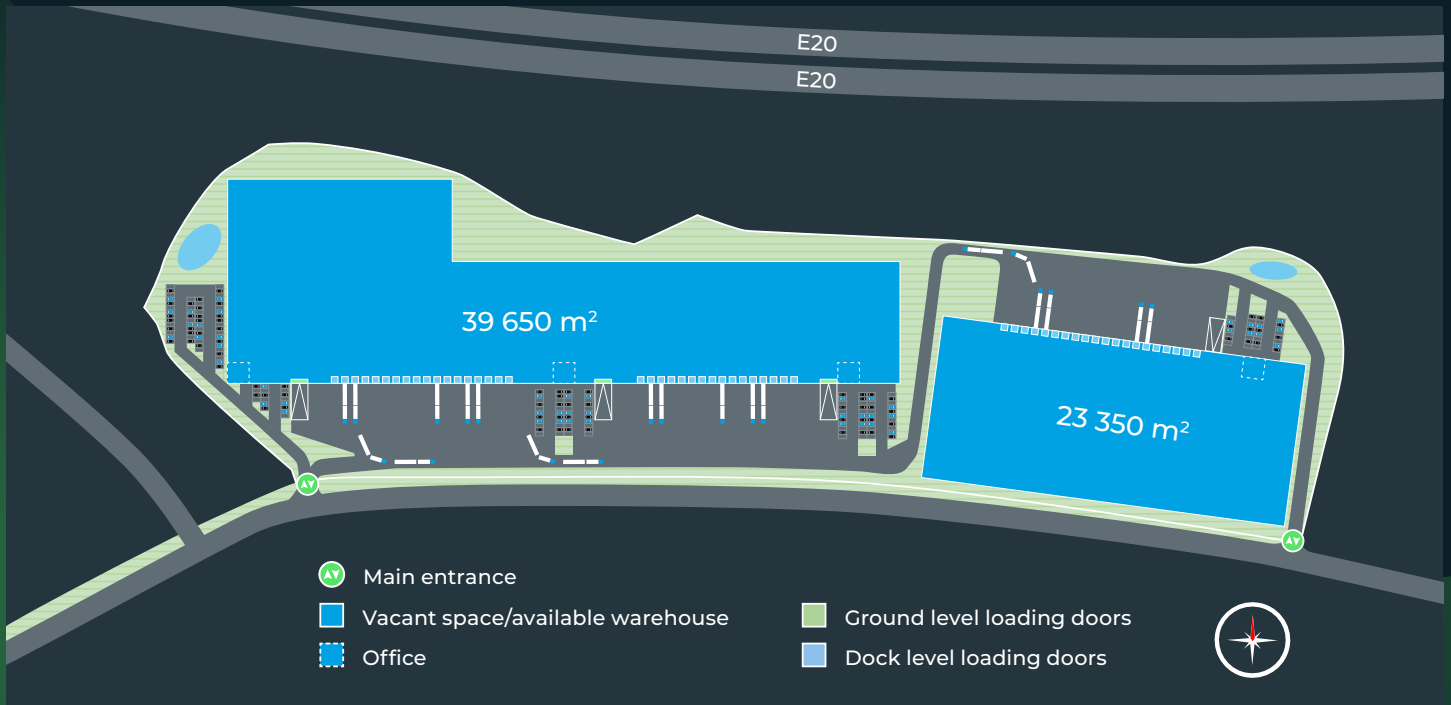 E20
E20
39 650 m²
23 350 m²
Main entrance
Vacant space/available warehouse
Office
Ground level loading doors
Dock level loading doors